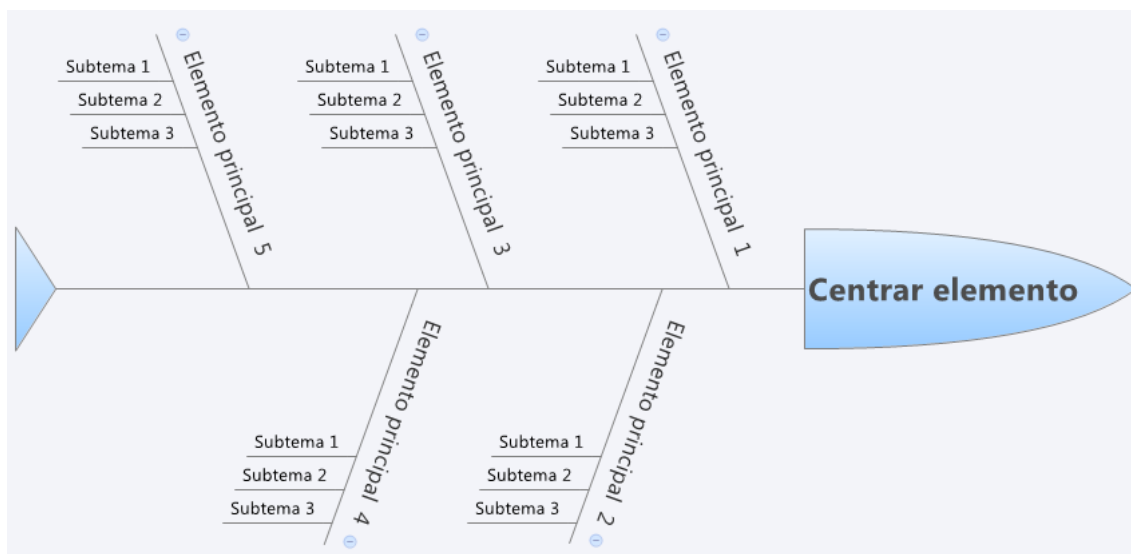 Elemento principal 5
Subtema 1
Subtema 2
Subtema 3
Elemento principal 3
Subtema 1
Subtema 2
Subtema 3
Elemento principal 1
Subtema 1
Subtema 2
Subtema 3
Centrar elemento
Elemento principal 4
Subtema 1
Subtema 2
Subtema 3
Elemento principal 2
Subtema 1
Subtema 2
Subtema 3